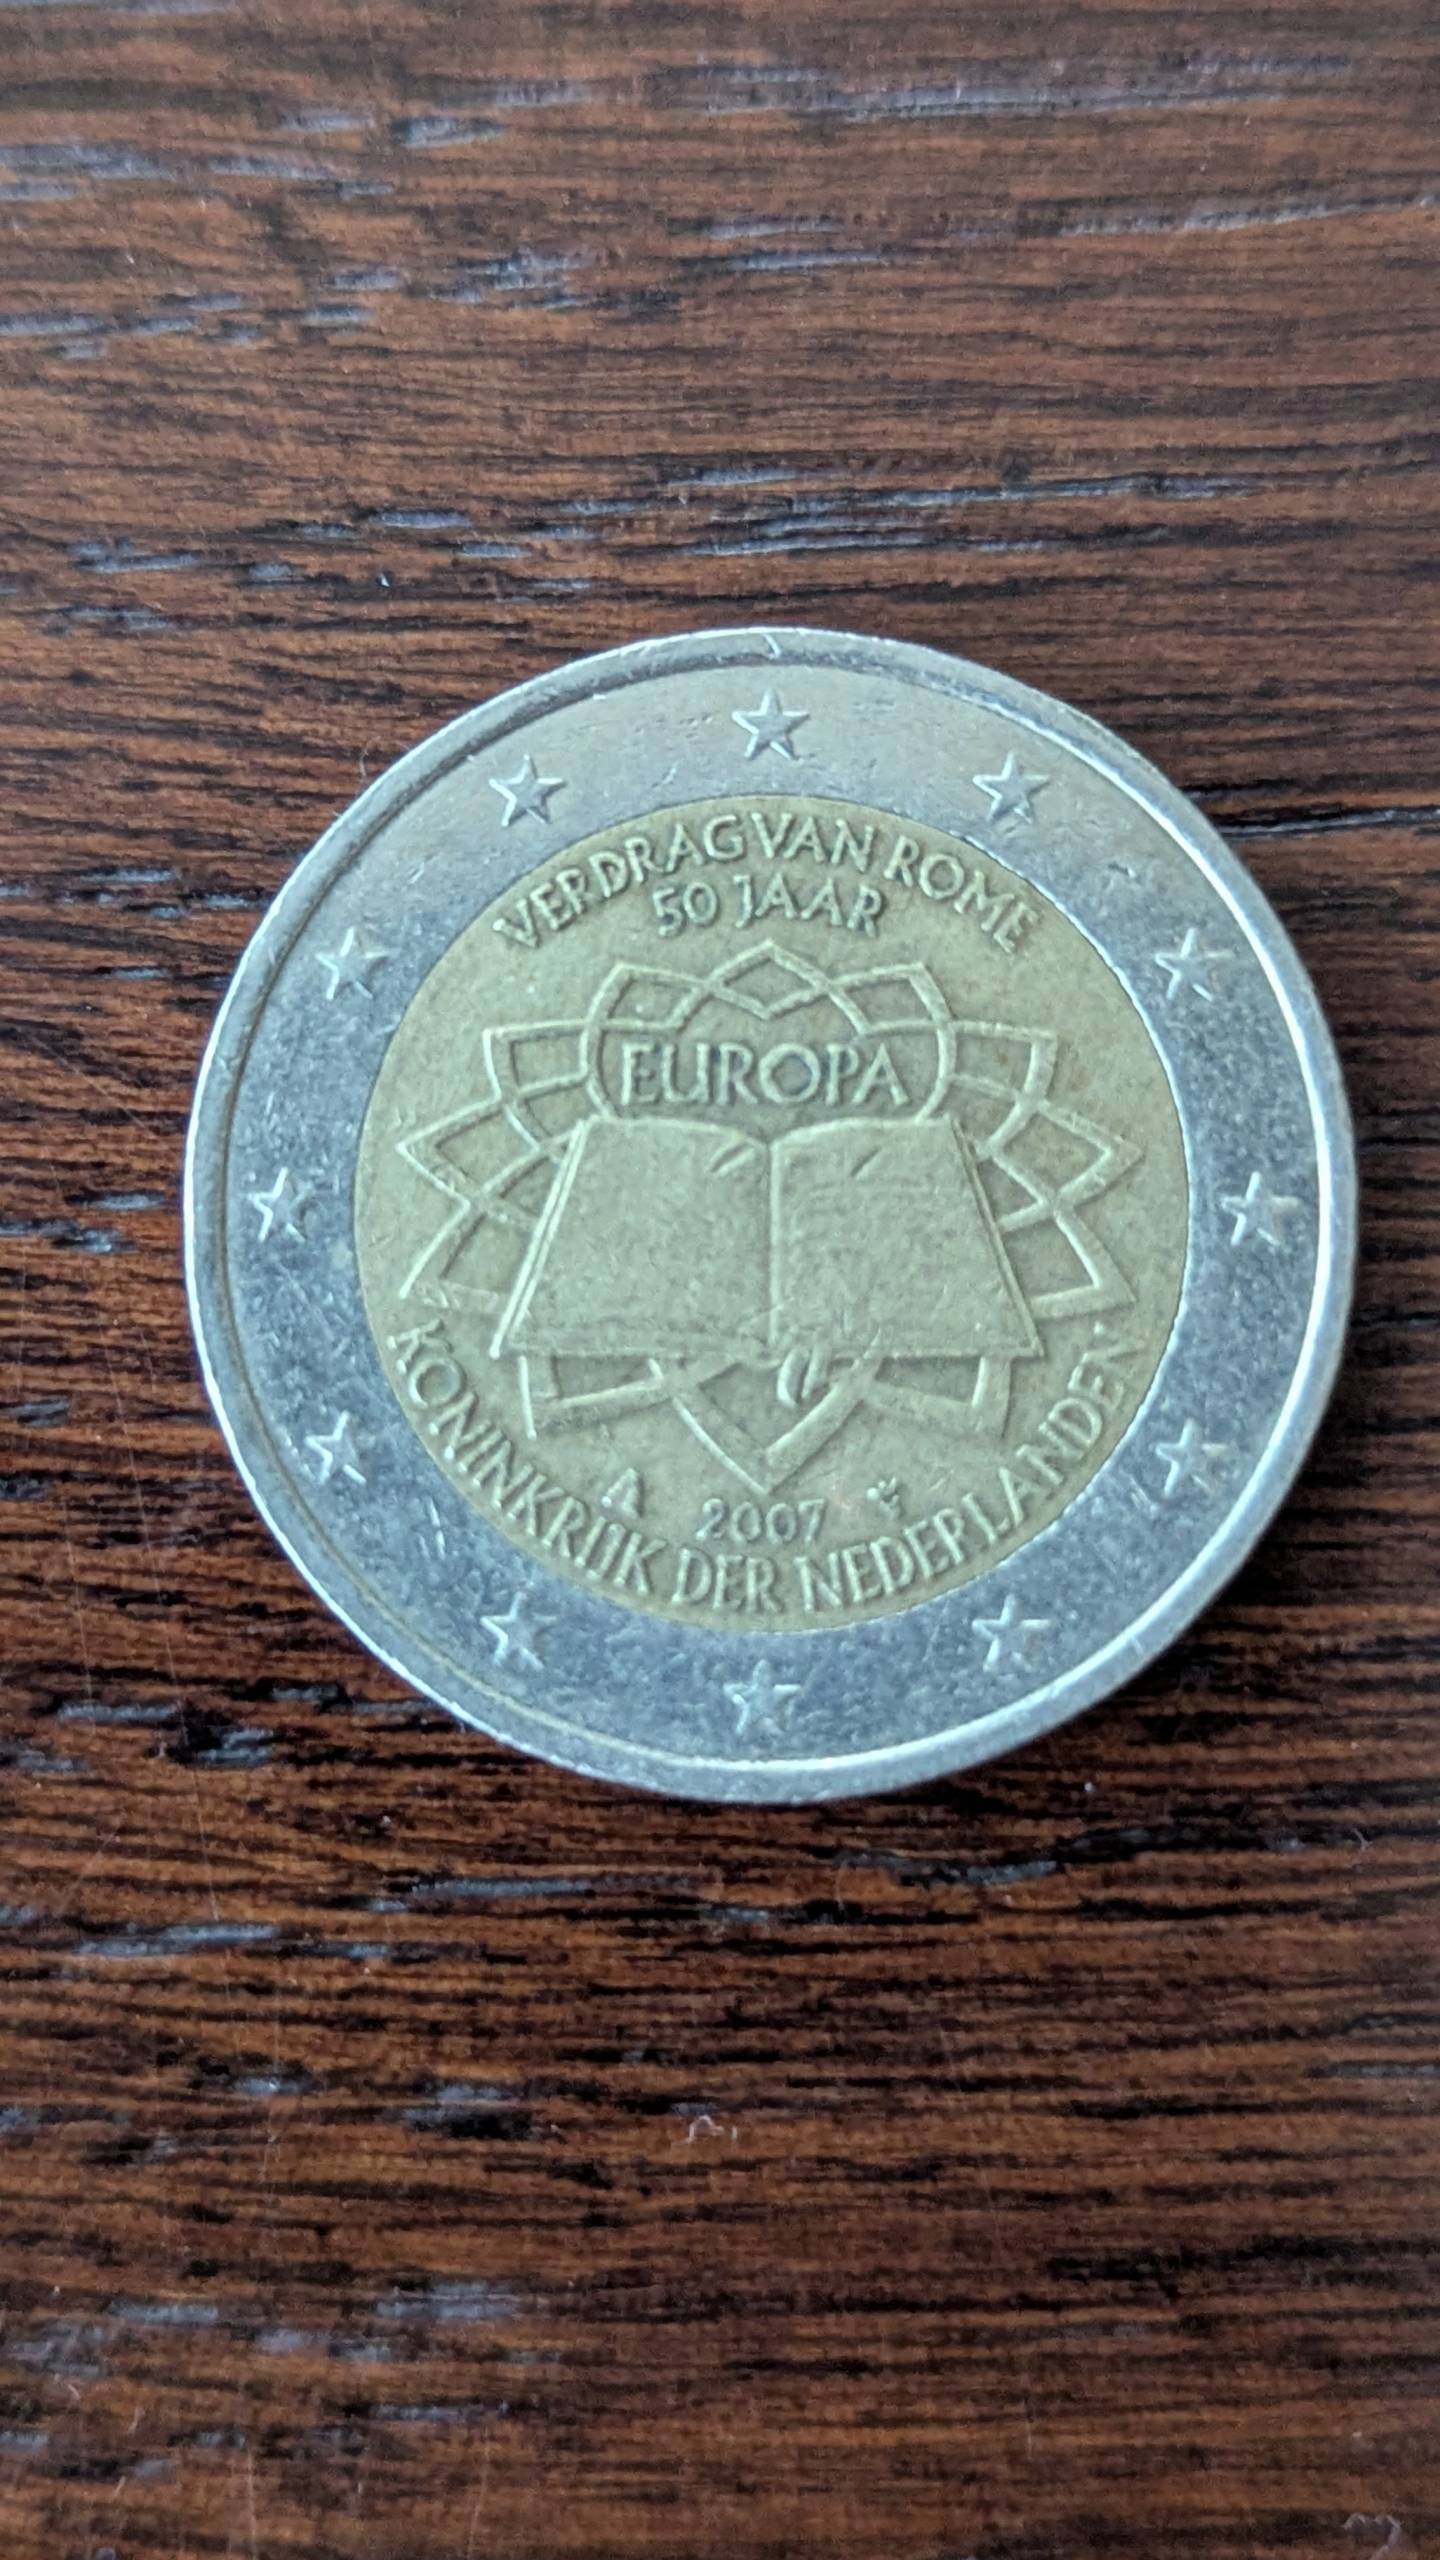 VERDRAG VAN ROME
50 JAAR
EUROPA
2007
KONINKRIJK DER NEDERLANDEN